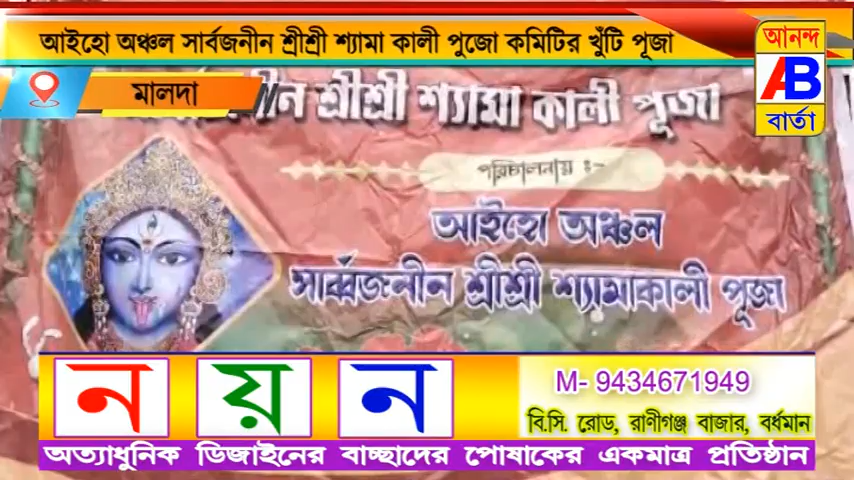 আইহো অঞ্চল সার্বজনীন শ্রীশ্রী শ্যামা কালী পুজো কমিটির খুঁটি পূজা
আনন্দ
AB
বার্তা
মালদা
নীন শ্রীশ্রী শ্যামা কালী পূজা
পরিচালনায় ঃ-
আইহো অঞ্চল
সার্ব্বজনীন শ্রীশ্রী শ্যামাকালী পূজা
ন য় ন
M- 9434671949
বি.সি. রোড, রাণীগঞ্জ বাজার, বর্ধমান
অত্যাধুনিক ডিজাইনের বাচ্ছাদের পোষাকের একমাত্র প্রতিষ্ঠান